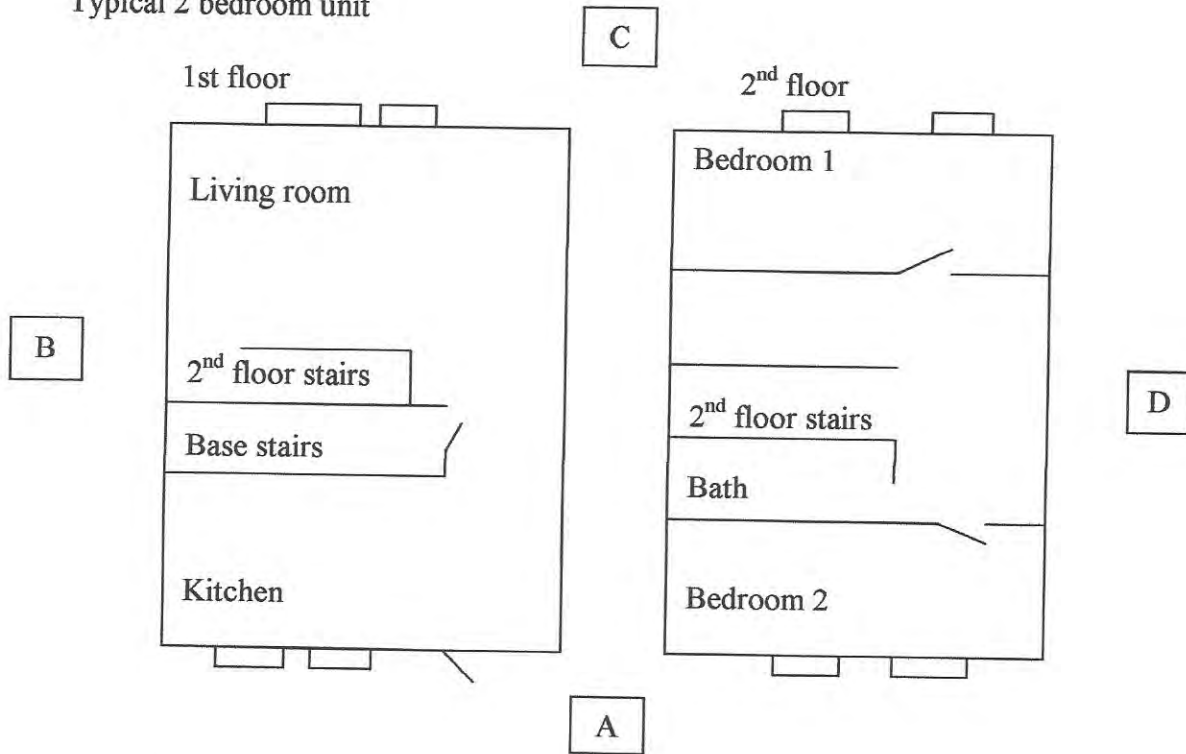 Typical 2 bedroom unit
C
1st floor
2nd floor
Living room
Bedroom 1
B
2nd floor stairs
D
Base stairs
2nd floor stairs
Bath
Kitchen
Bedroom 2
A